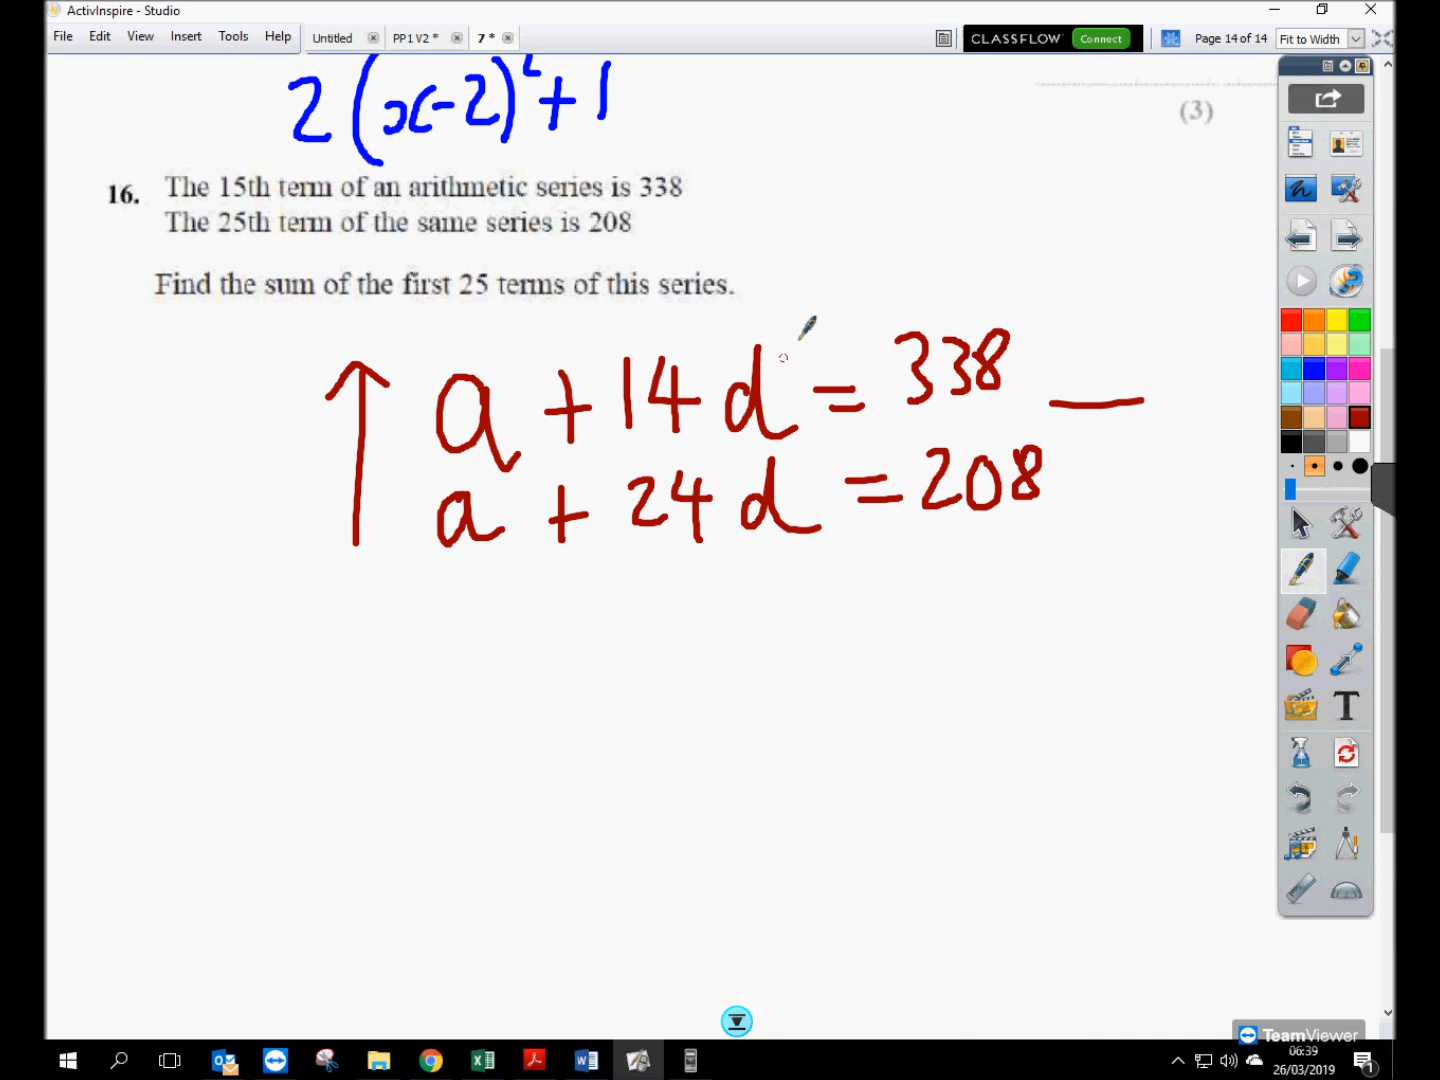 ActivInspire - Studio
File Edit View Insert Tools Help Untitled PP1 V2 * 7 * CLASSFLOW Connect Page 14 of 14 Fit to Width
2(x-2)²+1
(3)
16. The 15th term of an arithmetic series is 338
The 25th term of the same series is 208
Find the sum of the first 25 terms of this series.
a + 14d = 338
a + 24d = 208
T
TeamViewer
06:39
26/03/2019
1